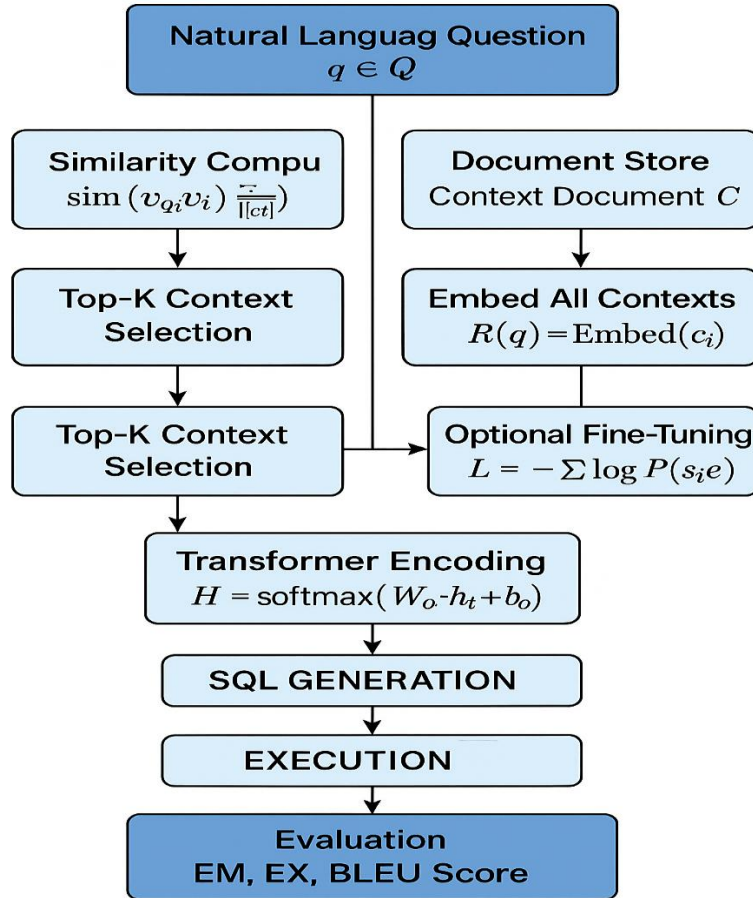 Natural Languag Question
q ∈ Q
Similarity Compu
sim (v_{qi} v_i)
Document Store
Context Document C
Top-K Context
Selection
Embed All Contexts
R(q) = Embed(c_i)
Top-K Context
Selection
Optional Fine-Tuning
L = − Σ log P(s_i e)
Transformer Encoding
H = softmax( W_o.-h_t + b_o)
SQL GENERATION
EXECUTION
Evaluation
EM, EX, BLEU Score